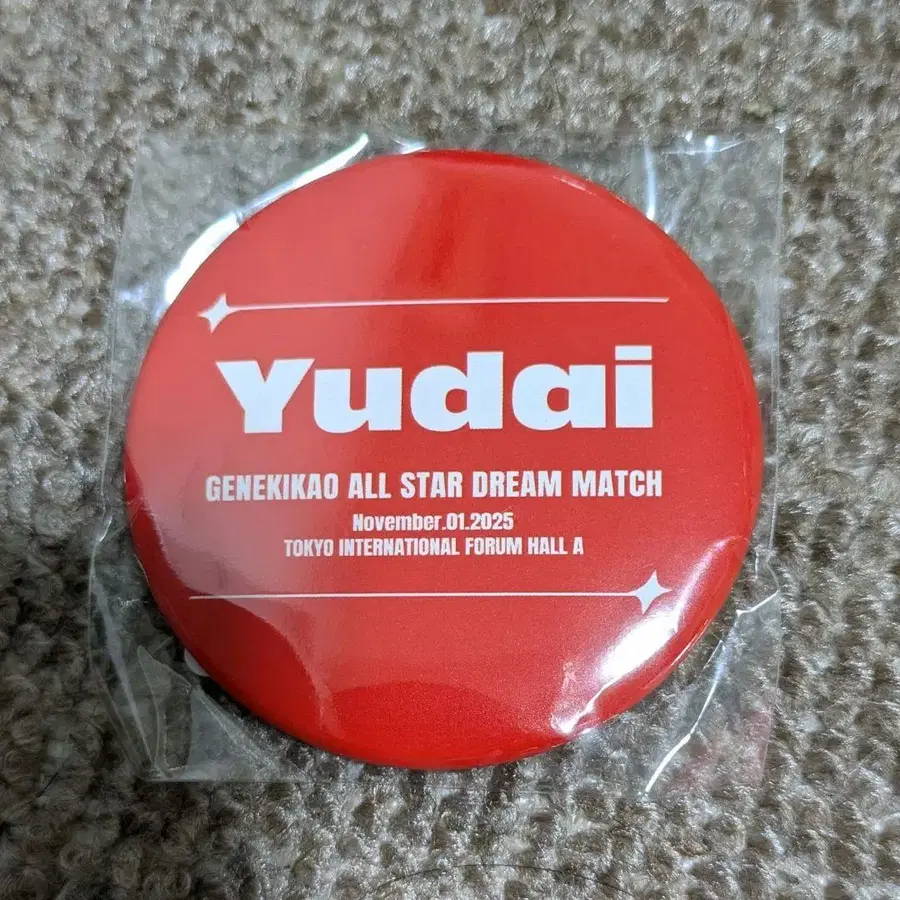 Yudai
GENEKIKAO ALL STAR DREAM MATCH
November.01.2025
TOKYO INTERNATIONAL FORUM HALL A